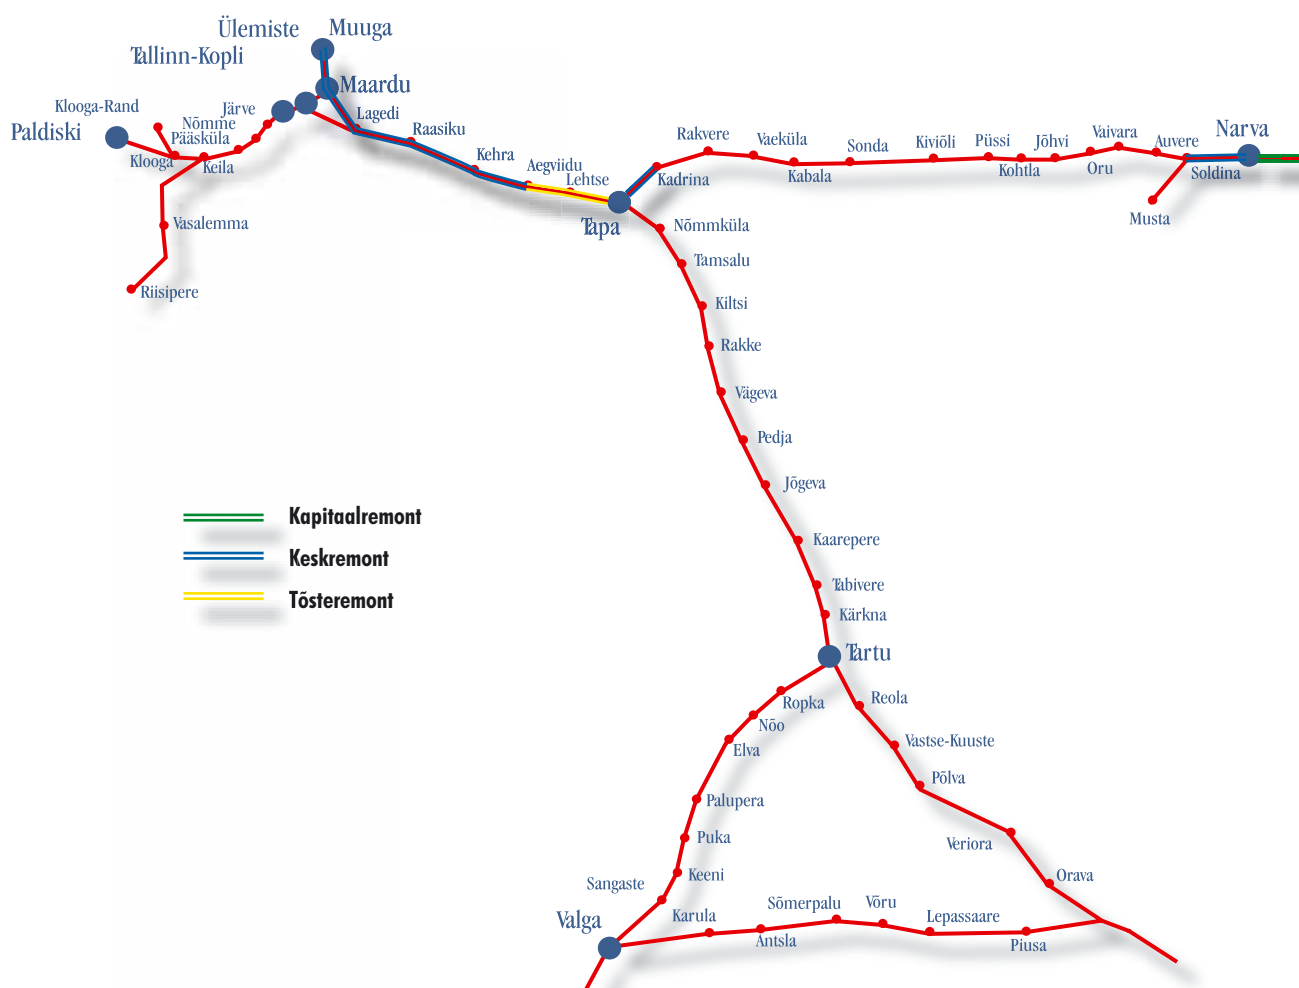 Ülemiste
Muuga
Tallinn-Kopli
Maardu
Klooga-Rand
Järve
Lagedi
Paldiski
Nõmme
Pääsküla
Klooga
Keila
Raasiku
Kehra
Aegviidu
Lehtse
Tapa
Kadrina
Rakvere
Vaeküla
Kabala
Sonda
Kiviõli
Püssi
Kohtla
Jõhvi
Oru
Vaivara
Auvere
Narva
Soldina
Musta
Vasalemma
Riisipere
Nõmmküla
Tamsalu
Kiltsi
Rakke
Vägeva
Pedja
Jõgeva
Kaarepere
Tabivere
Kärkna
Tartu
Kapitaalremont
Keskremont
Tõsteremont
Ropka
Nõo
Elva
Palupera
Puka
Keeni
Sangaste
Valga
Reola
Vastse-Kuuste
Põlva
Veriora
Orava
Karula
Antsla
Sõmerpalu
Võru
Lepassaare
Piusa